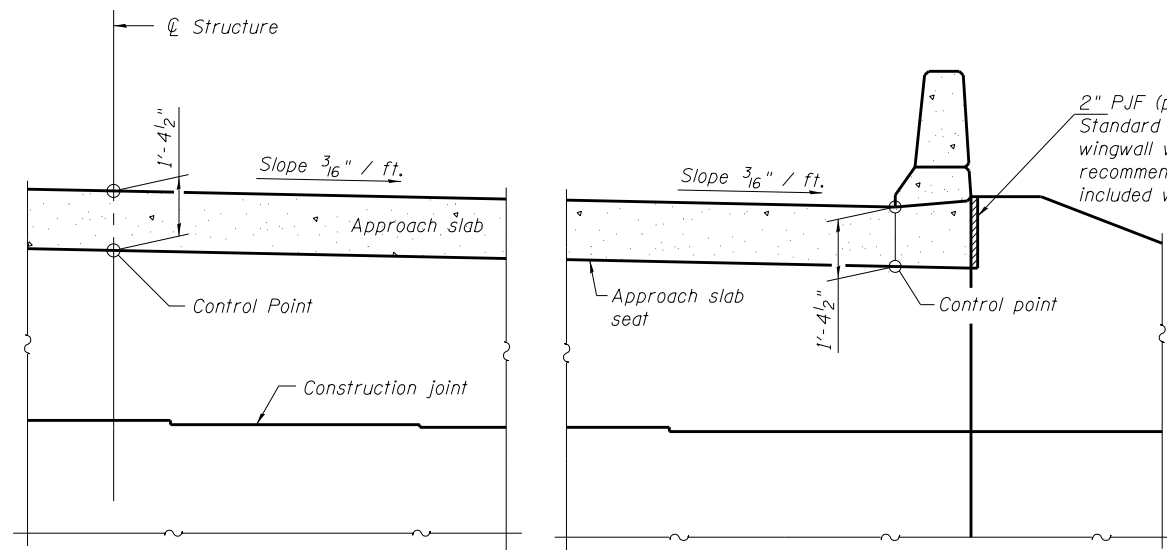 ℄ Structure
1'-4½"
Slope 3/16" / ft.
Approach slab
Control Point
Construction joint
Slope 3/16" / ft.
2" PJF
Standard
wingwall
recommen
included
Approach slab
seat
1'-4½"
Control point